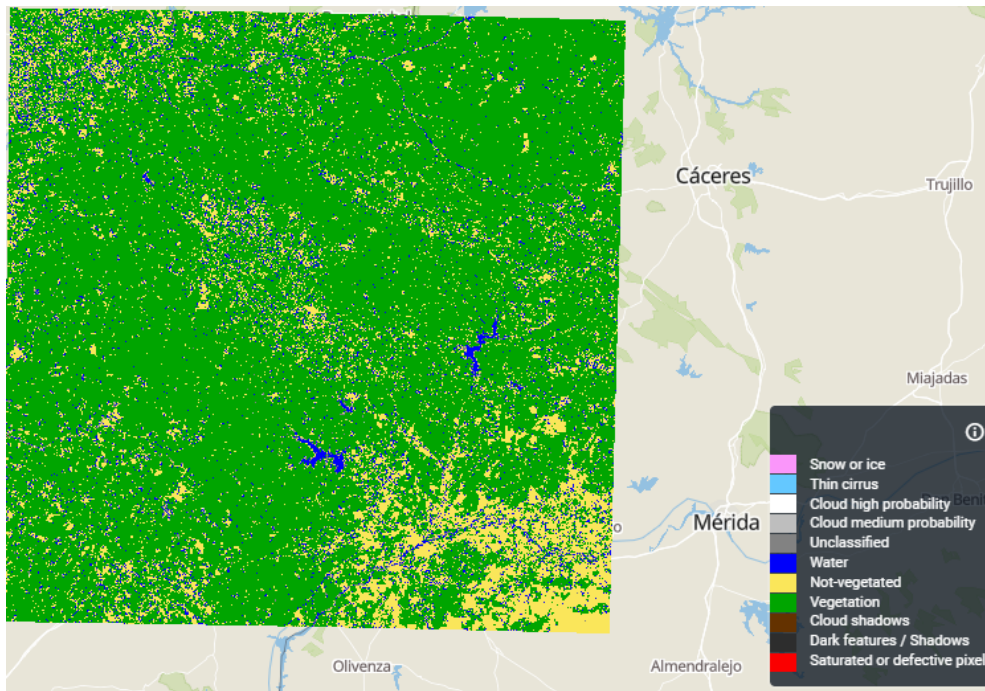 Cáceres
Trujillo
Miajadas
Snow or ice
Thin cirrus
Cloud high probability
Cloud medium probability
Unclassified
Water
Not-vegetated
Vegetation
Cloud shadows
Dark features / Shadows
Saturated or defective pixel
Mérida
Olivenza
Almendralejo